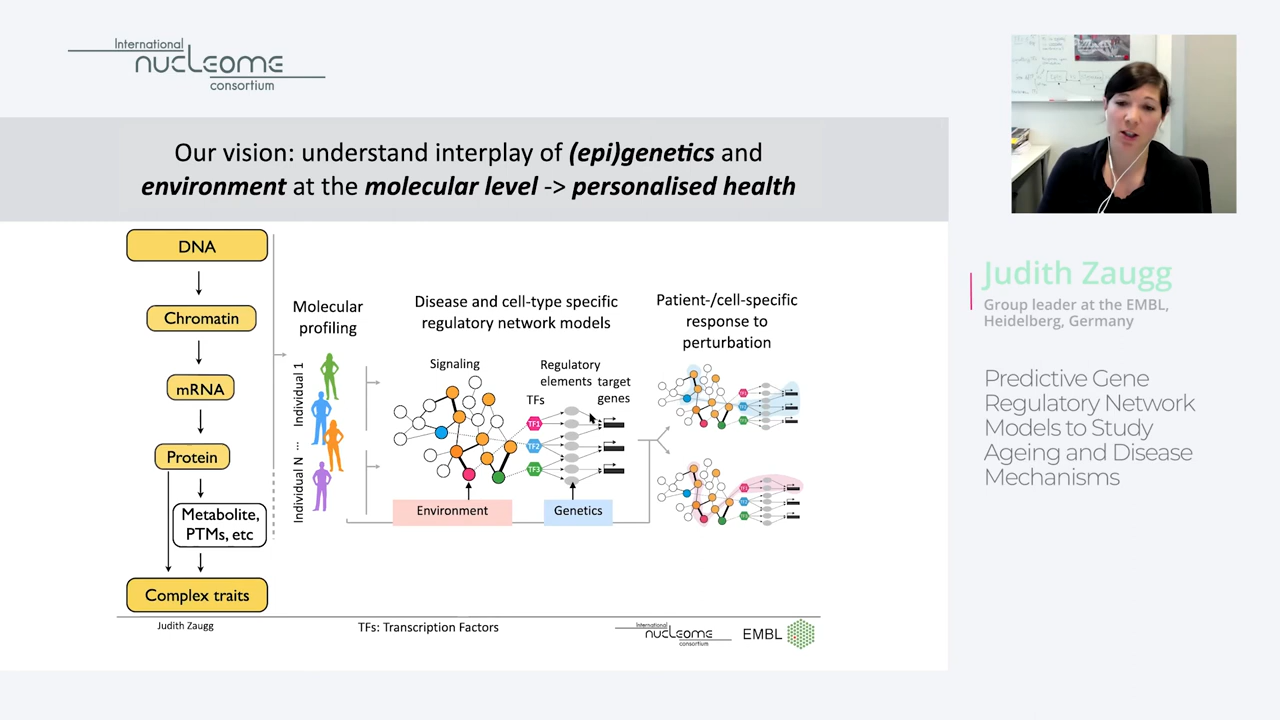 International
nucleome
consortium
Our vision: understand interplay of (epi)genetics and
environment at the molecular level -> personalised health
DNA
Chromatin
mRNA
Protein
Metabolite,
PTMs, etc
Complex traits
Molecular
profiling
Individual 1
...
Individual N
Disease and cell-type specific
regulatory network models
Signaling
Regulatory
elements
target
genes
TFs
TF1
TF2
TF3
Environment
Genetics
Patient-/cell-specific
response to
perturbation
Judith Zaugg
TFs: Transcription Factors
International
nucleome
consortium
EMBL
Judith Zaugg
Group leader at the EMBL,
Heidelberg, Germany
Predictive Gene
Regulatory Network
Models to Study
Ageing and Disease
Mechanisms